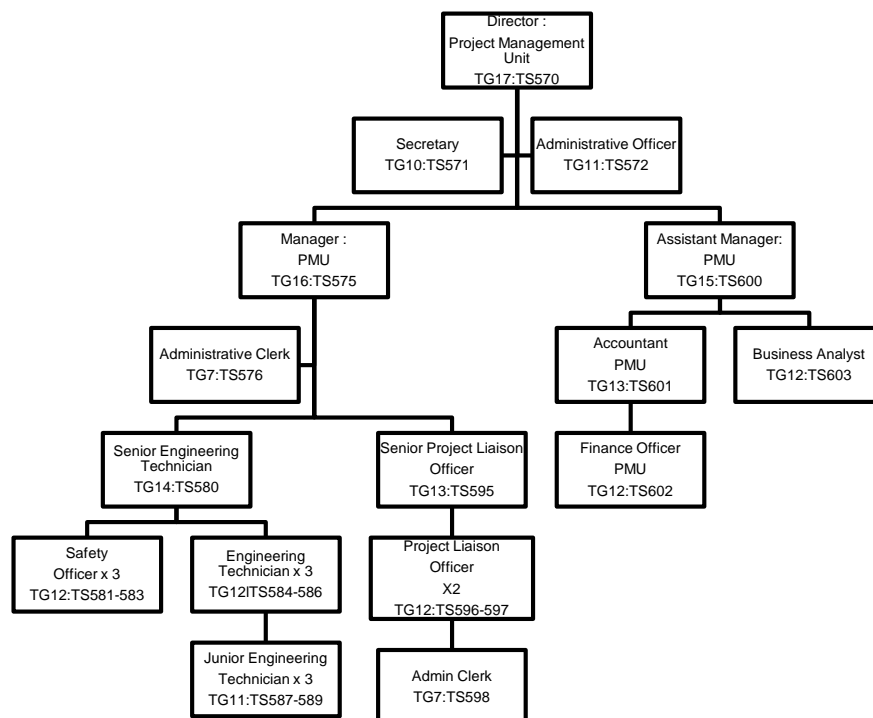 Director :
Project Management
Unit
TG17:TS570
Secretary
TG10:TS571
Administrative Officer
TG11:TS572
Manager :
PMU
TG16:TS575
Assistant Manager:
PMU
TG15:TS600
Administrative Clerk
TG7:TS576
Accountant
PMU
TG13:TS601
Business Analyst
TG12:TS603
Senior Engineering
Technician
TG14:TS580
Senior Project Liaison
Officer
TG13:TS595
Finance Officer
PMU
TG12:TS602
Safety
Officer x 3
TG12:TS581-583
Engineering
Technician x 3
TG12lTS584-586
Project Liaison
Officer
X2
TG12:TS596-597
Junior Engineering
Technician x 3
TG11:TS587-589
Admin Clerk
TG7:TS598